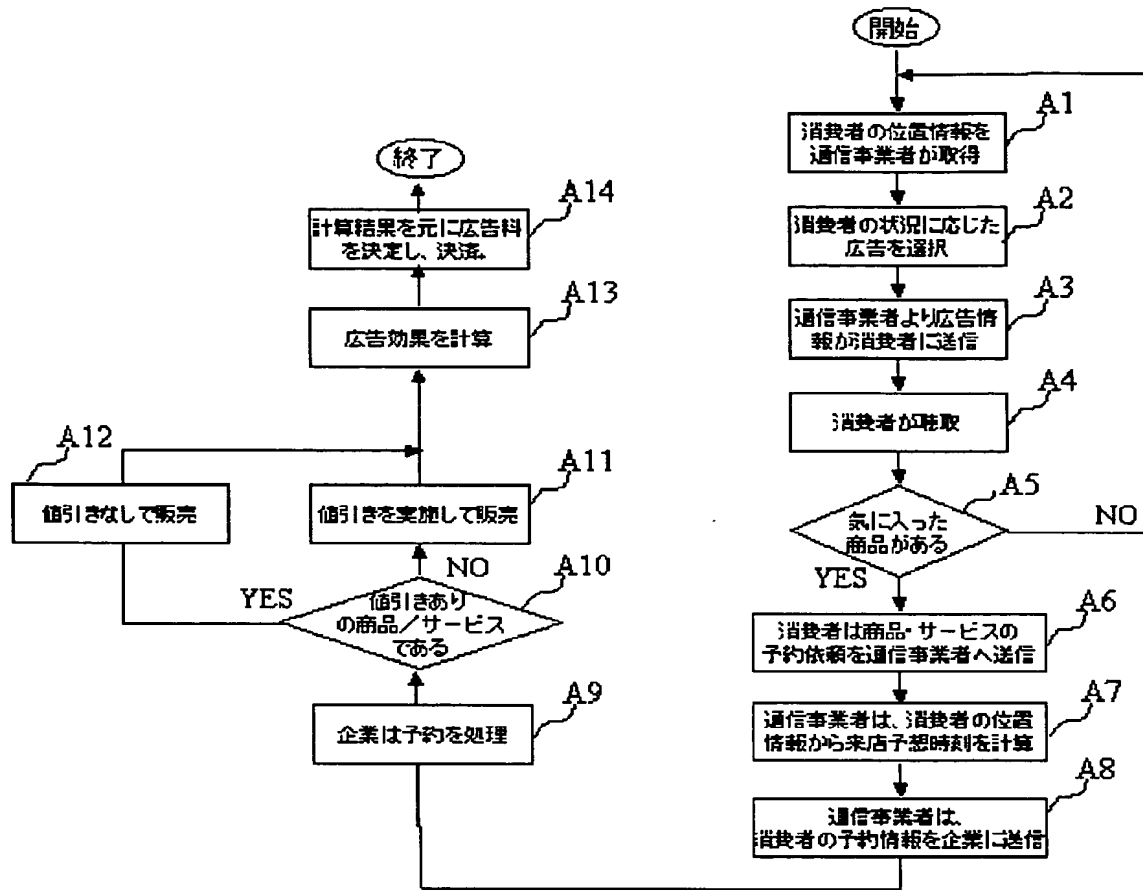 開始
A1
消費者の位置情報を
通信事業者が取得
A2
消費者の状況に応じた
広告を選択
A3
通信事業者より広告情
報が消費者に送信
A4
消費者が聴取
A5
気に入った
商品がある
NO
YES
A6
消費者は商品・サービスの
予約依頼を通信事業者へ送信
A7
通信事業者は、消費者の位置
情報から来店予想時刻を計算
A8
通信事業者は、
消費者の予約情報を企業に送信
A9
企業は予約を処理
A10
値引きあり
の商品/サービス
である
YES
NO
A11
値引きを実施して販売
A12
値引きなしで販売
A13
広告効果を計算
A14
計算結果を元に広告料
を決定し、決済。
終了